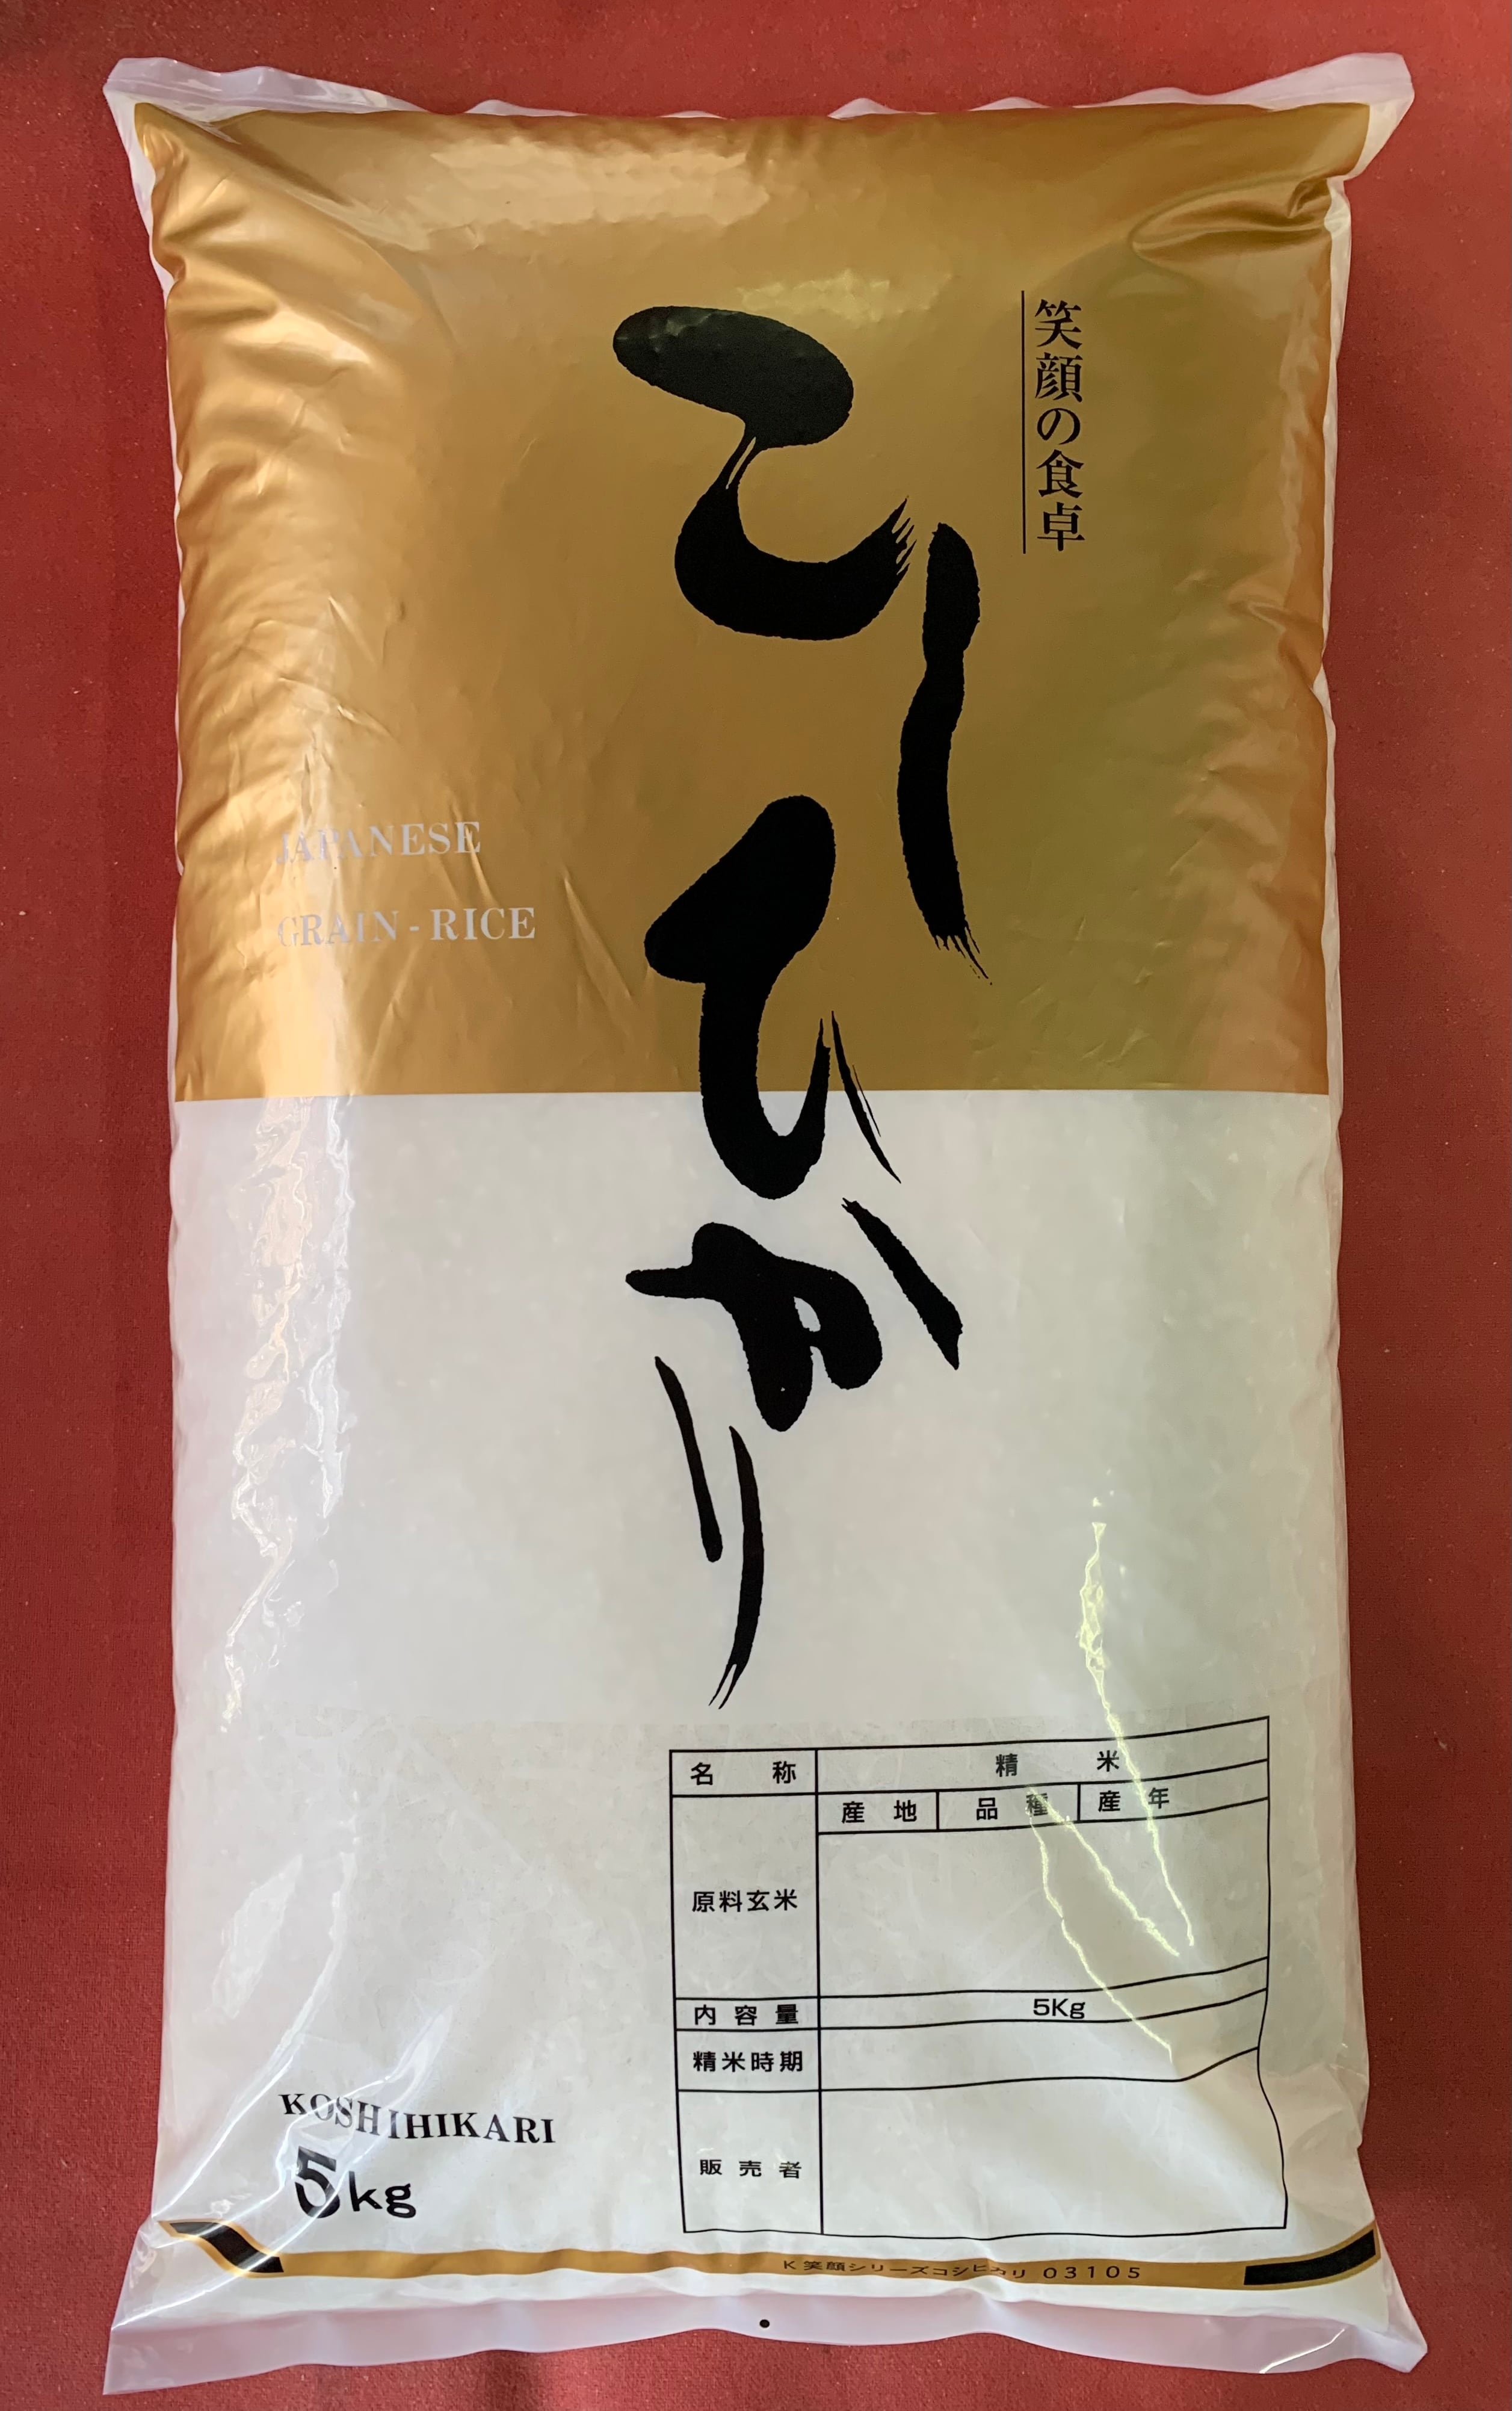 笑顔の食卓
こしひかり
JAPANESE
GRAIN-RICE
名称 精米
産地 品種 産年
原料玄米
内容量 5Kg
精米時期
販売者
KOSHIHIKARI
5kg
K笑顔シリーズコシヒカリ 03105